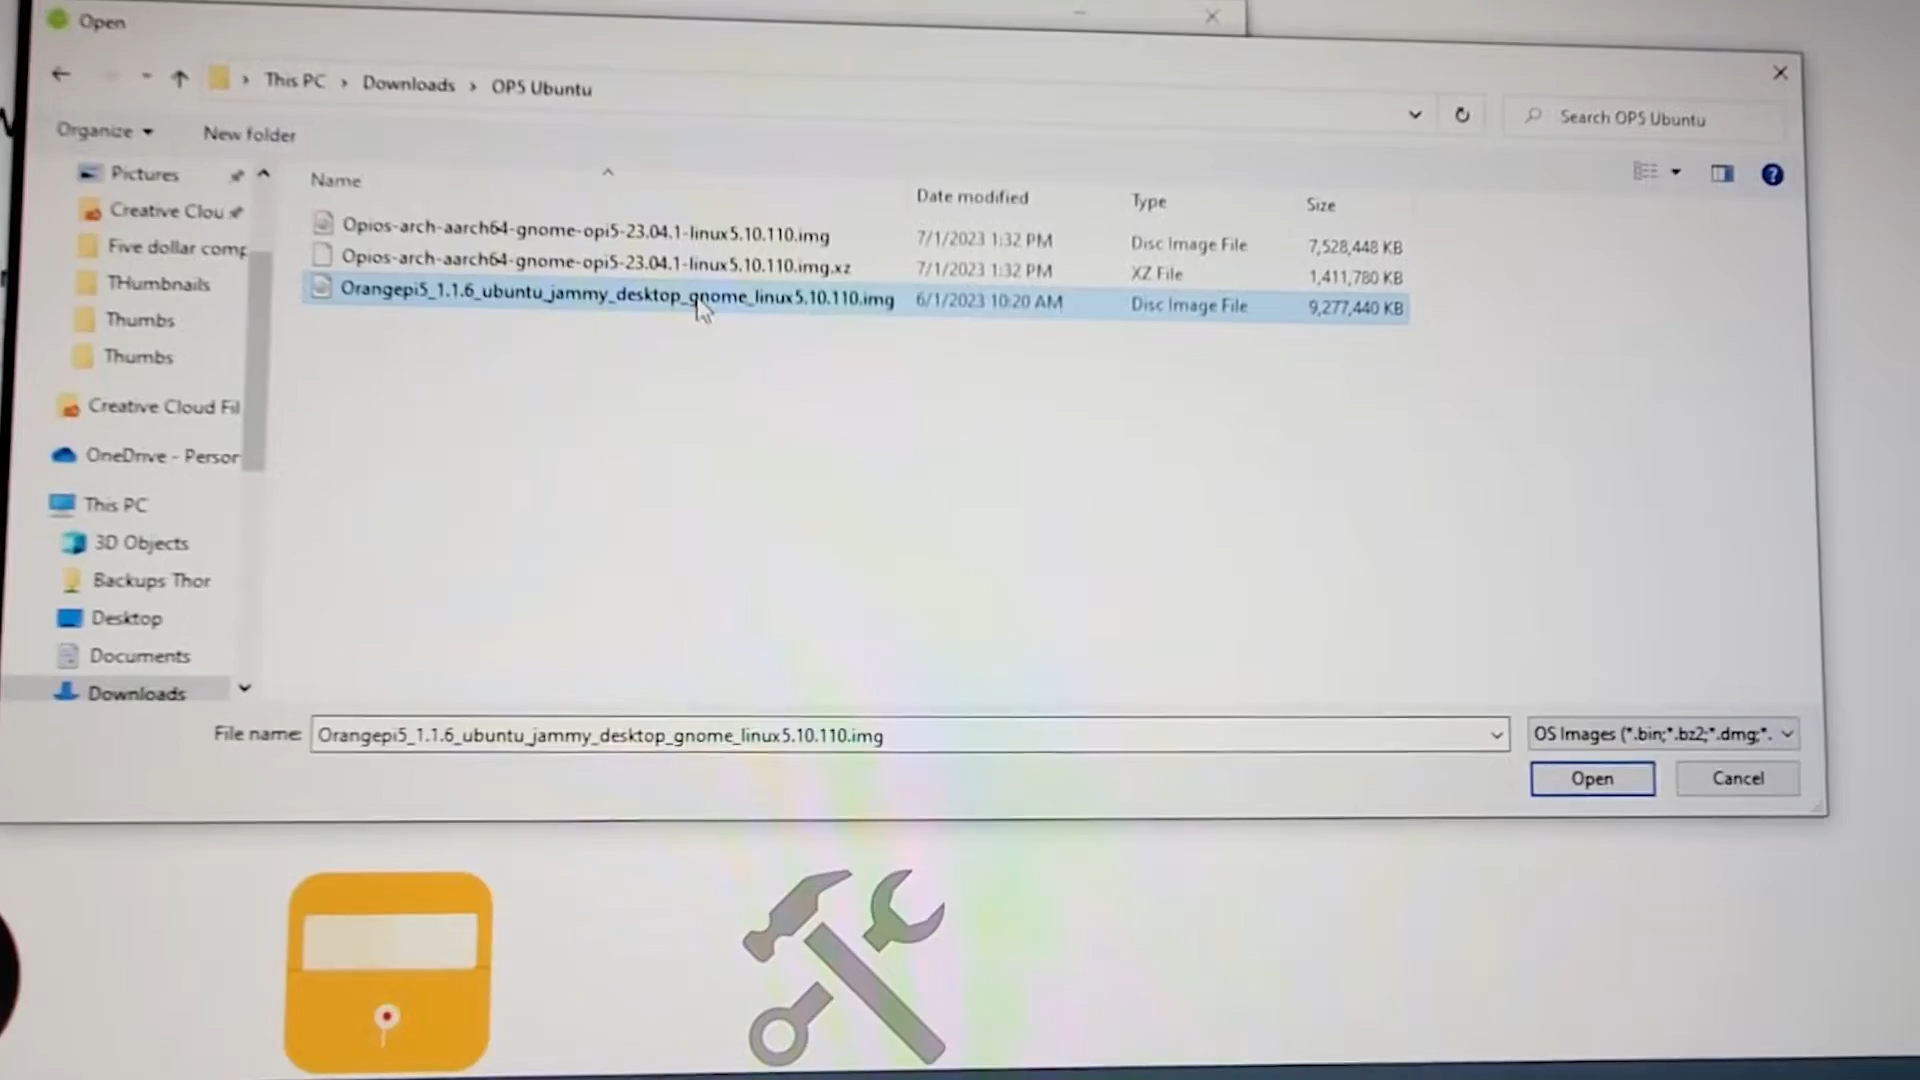 Open
This PC > Downloads > OP5 Ubuntu
Search OP5 Ubuntu
Organize
New folder
Name
Date modified
Type
Size
Opios-arch-aarch64-gnome-opi5-23.04.1-linux5.10.110.img
7/1/2023 1:32 PM
Disc Image File
7,528,448 KB
Opios-arch-aarch64-gnome-opi5-23.04.1-linux5.10.110.img.xz
7/1/2023 1:32 PM
XZ File
1,411,780 KB
Orangepi5_1.1.6_ubuntu_jammy_desktop_gnome_linux5.10.110.img
6/1/2023 10:20 AM
Disc Image File
9,277,440 KB
Pictures
Creative Clou
Five dollar comp
THumbnails
Thumbs
Thumbs
Creative Cloud Fil
OneDrive - Person
This PC
3D Objects
Backups Thor
Desktop
Documents
Downloads
File name:
Orangepi5_1.1.6_ubuntu_jammy_desktop_gnome_linux5.10.110.img
OS Images (*.bin;*.bz2;*.dmg;*.
Open
Cancel